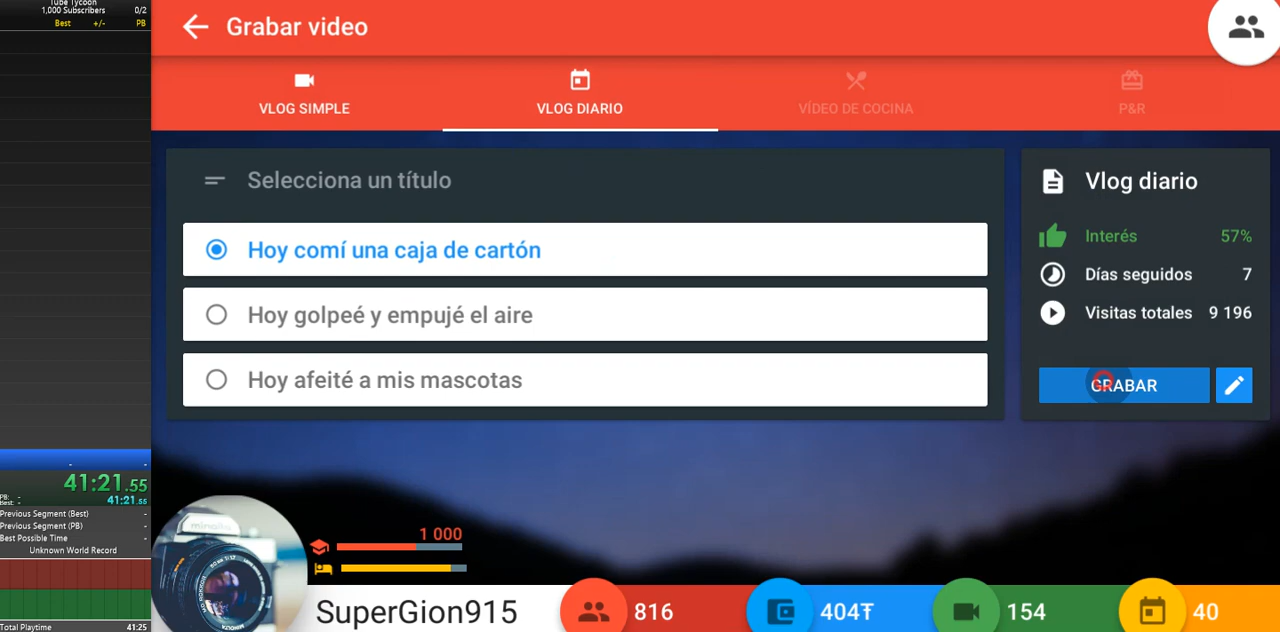 Tube Tycoon
1,000 Subscribers 0/2
Best +/- PB
Grabar video
VLOG SIMPLE
VLOG DIARIO
VÍDEO DE COCINA
P&R
Selecciona un título
Hoy comí una caja de cartón
Hoy golpeé y empujé el aire
Hoy afeité a mis mascotas
Vlog diario
Interés 57%
Días seguidos 7
Visitas totales 9 196
GRABAR
- -
41:21.55
PB: -
Best: - 41:21.55
Previous Segment (Best) -
Previous Segment (PB) -
Best Possible Time -
Unknown World Record
Total Playtime 41:25
minolta
1 000
SuperGion915
816
404Ŧ
154
40